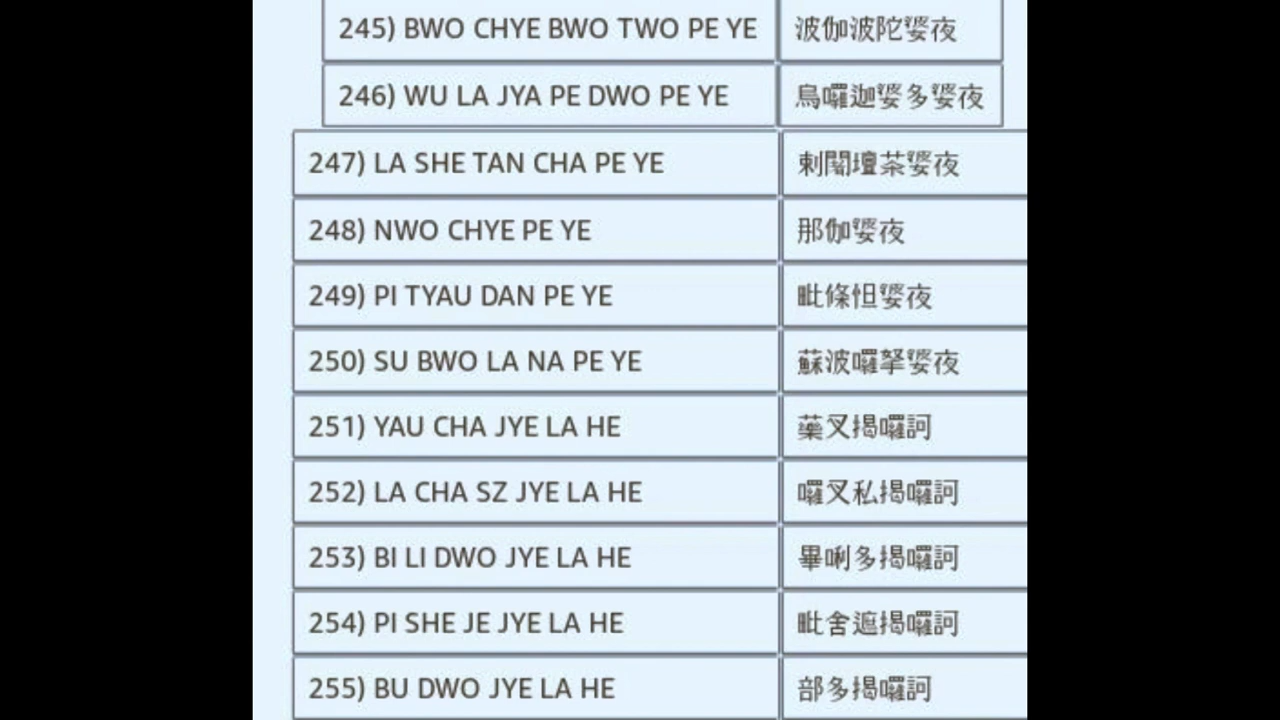 245) BWO CHYE BWO TWO PE YE 波伽波陀婆夜
246) WU LA JYA PE DWO PE YE 烏囉迦婆多婆夜
247) LA SHE TAN CHA PE YE 剌闍壇茶婆夜
248) NWO CHYE PE YE 那伽婆夜
249) PI TYAU DAN PE YE 毗條怛婆夜
250) SU BWO LA NA PE YE 蘇波囉拏婆夜
251) YAU CHA JYE LA HE 藥叉揭囉訶
252) LA CHA SZ JYE LA HE 囉叉私揭囉訶
253) BI LI DWO JYE LA HE 畢唎多揭囉訶
254) PI SHE JE JYE LA HE 毗舍遮揭囉訶
255) BU DWO JYE LA HE 部多揭囉訶